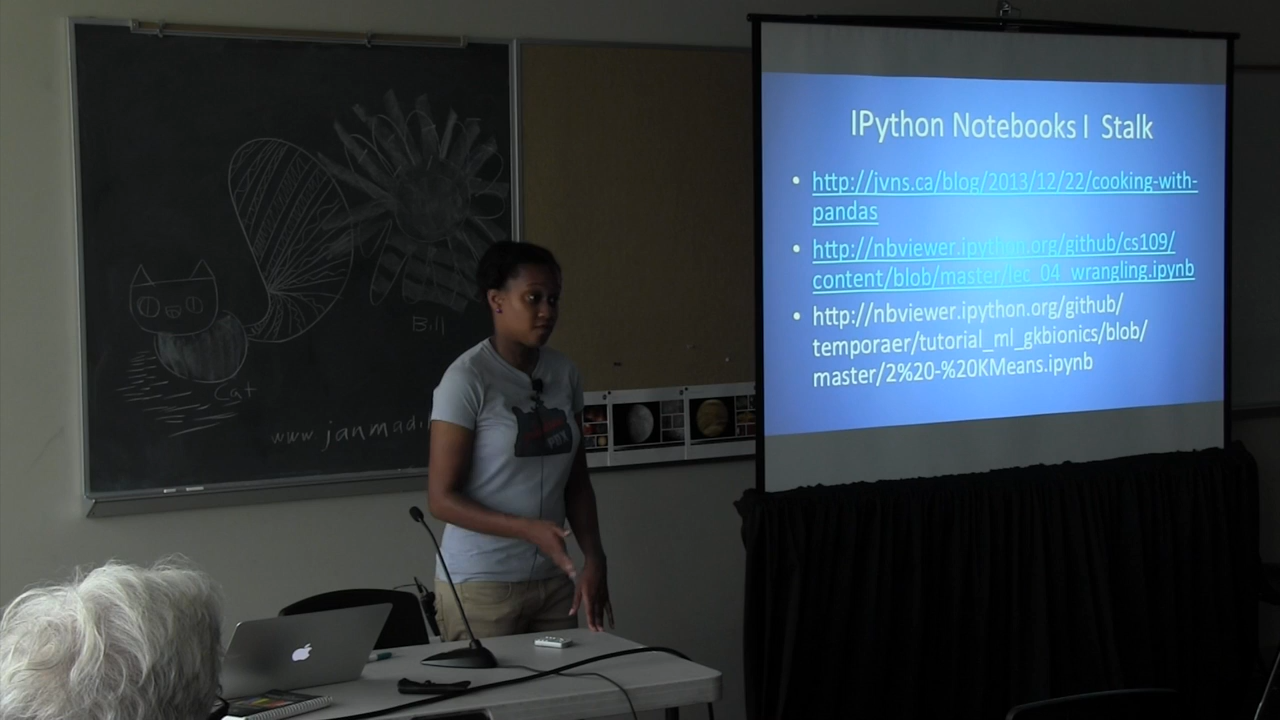 IPython Notebooks I Stalk
• http://jvns.ca/blog/2013/12/22/cooking-with-
pandas
• http://nbviewer.ipython.org/github/cs109/
content/blob/master/lec_04_wrangling.ipynb
• http://nbviewer.ipython.org/github/
temporaer/tutorial_ml_gkbionics/blob/
master/2%20-%20KMeans.ipynb
Bill
Cat
www.janmadi
PDX